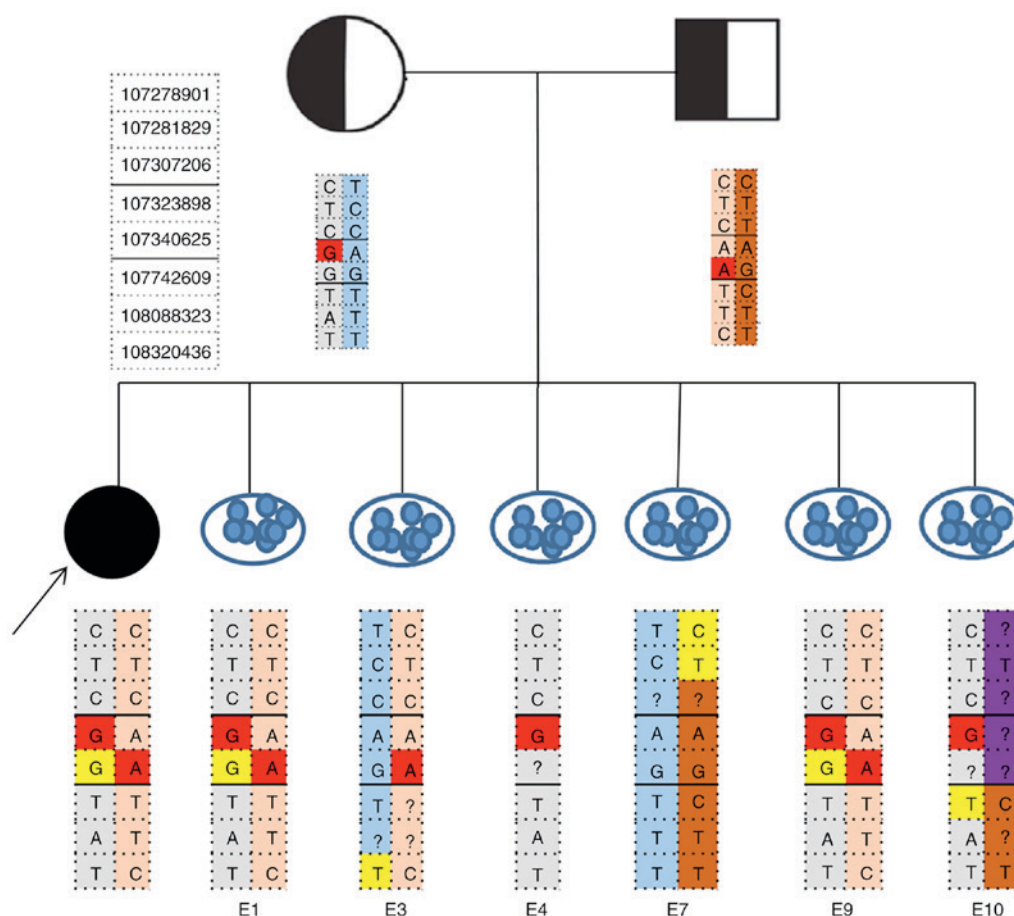 107278901
107281829
107307206
107323898
107340625
107742609
108088323
108320436
C T
T C
C C
G A
G G
T T
A T
T T
C C
T T
C T
A A
A G
T C
T T
C T
C C C C T C C T C C C C ?
T T T T C T T C T T T T T
C C C C C C C ? ? C C C ?
G A G A A A G A A G A G ?
G A G A G A ? G G G A ? ?
T T T T T ? T T C T T T C
A T A T ? ? A T T A T A ?
T C T C T C T T T T C T T
E1 E3 E4 E7 E9 E10